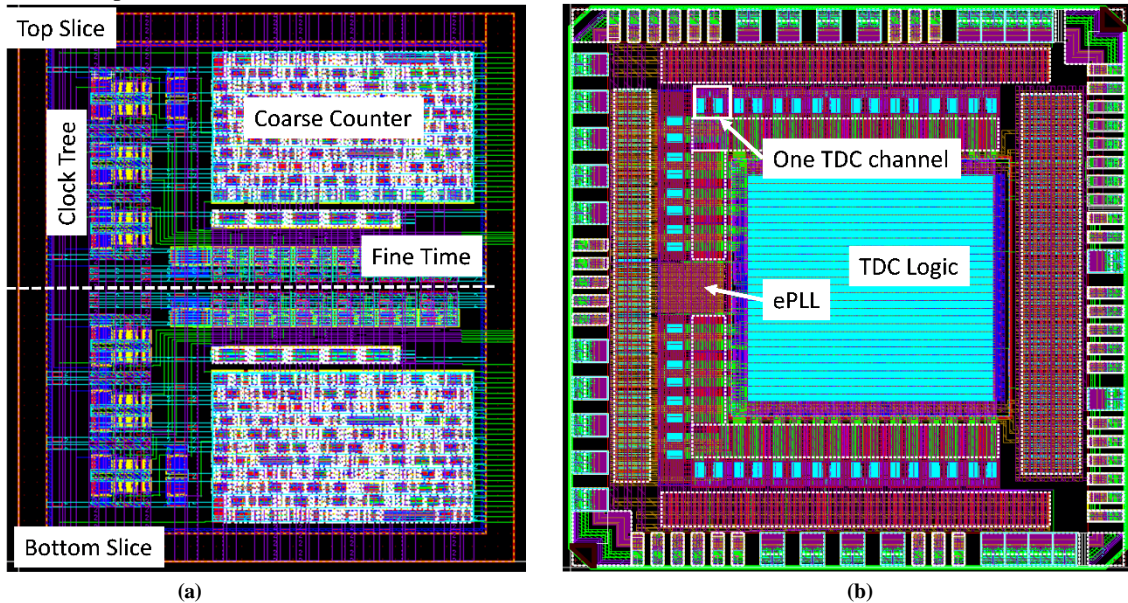 Top Slice
Coarse Counter
Clock Tree
Fine Time
Bottom Slice
(a)
One TDC channel
TDC Logic
ePLL
(b)